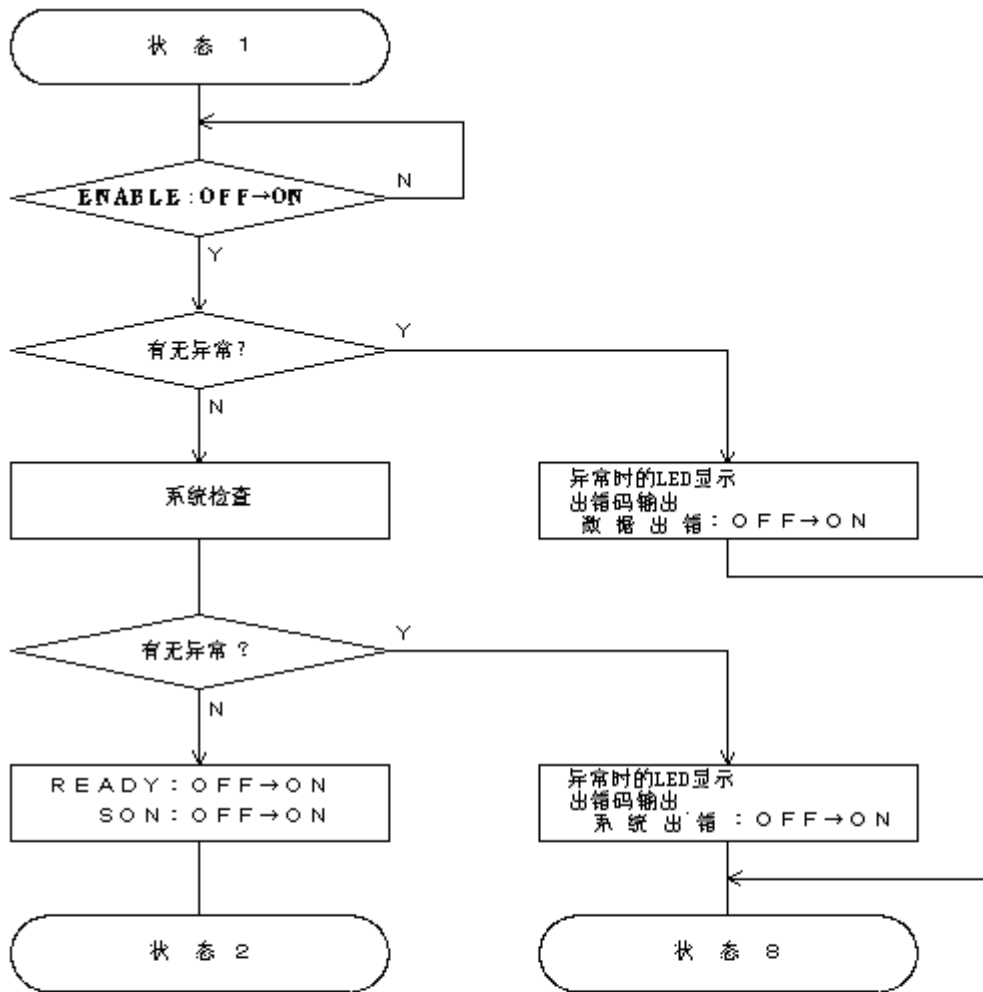 状 态 1
ENABLE:OFF→ON
N
Y
有无异常?
Y
N
系统检查
异常时的LED显示
出错码输出
数 据 出 错:OFF→ON
有无异常?
Y
N
READY:OFF→ON
SON:OFF→ON
异常时的LED显示
出错码输出
系 统 出 错:OFF→ON
状 态 2
状 态 8